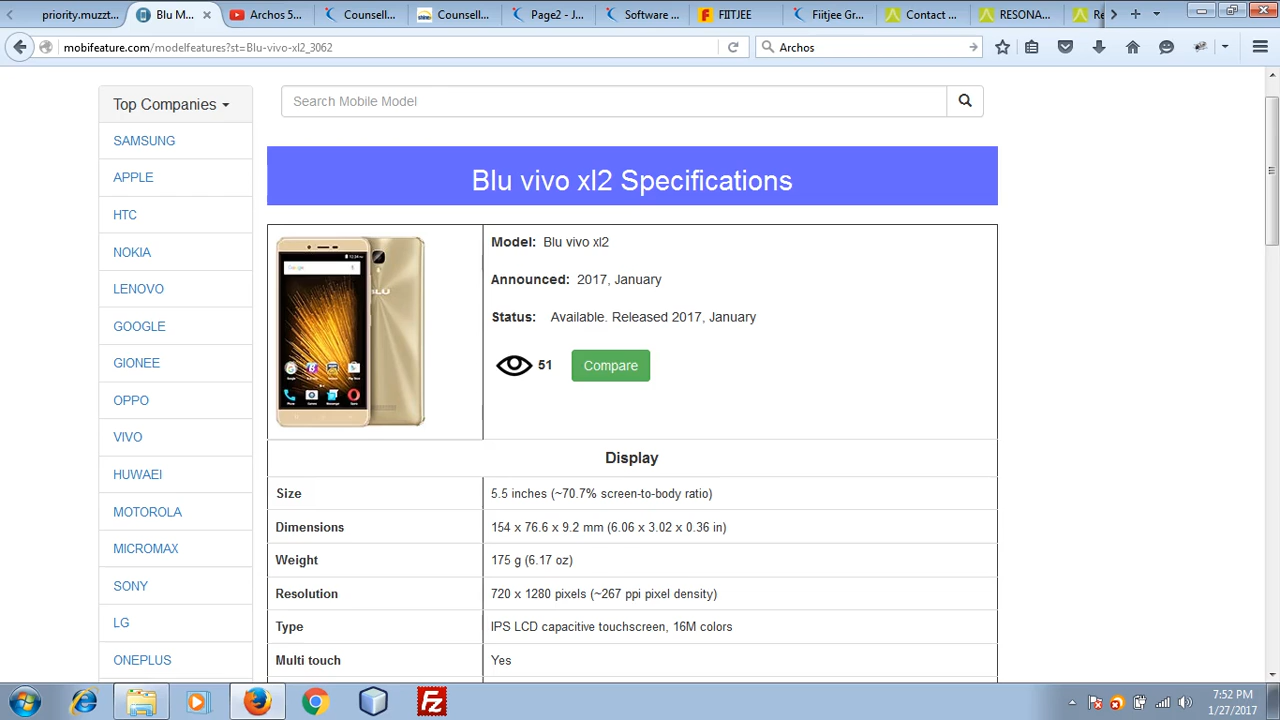 priority.muzzt...
Blu M...
Archos 5...
Counsell...
Counsell...
Page2 - J...
Software ...
FIITJEE
Fiitjee Gr...
Contact ...
RESONA...
Re
mobifeature.com/modelfeatures?st=Blu-vivo-xl2_3062
Archos
Top Companies
Search Mobile Model
SAMSUNG
APPLE
HTC
NOKIA
LENOVO
GOOGLE
GIONEE
OPPO
VIVO
HUWAEI
MOTOROLA
MICROMAX
SONY
LG
ONEPLUS
Blu vivo xl2 Specifications
Model: Blu vivo xl2
Announced: 2017, January
Status: Available. Released 2017, January
51 Compare
Display
Size 5.5 inches (~70.7% screen-to-body ratio)
Dimensions 154 x 76.6 x 9.2 mm (6.06 x 3.02 x 0.36 in)
Weight 175 g (6.17 oz)
Resolution 720 x 1280 pixels (~267 ppi pixel density)
Type IPS LCD capacitive touchscreen, 16M colors
Multi touch Yes
7:52 PM
1/27/2017